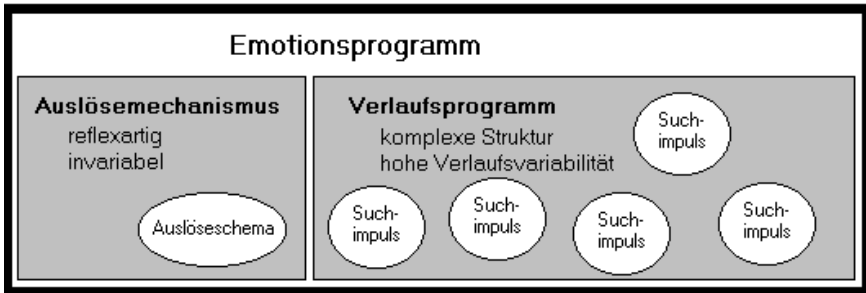 Emotionsprogramm
Auslösemechanismus
reflexartig
invariabel
Auslöseschema
Verlaufsprogramm
komplexe Struktur
hohe Verlaufsvariabilität
Such-
impuls
Such-
impuls
Such-
impuls
Such-
impuls
Such-
impuls